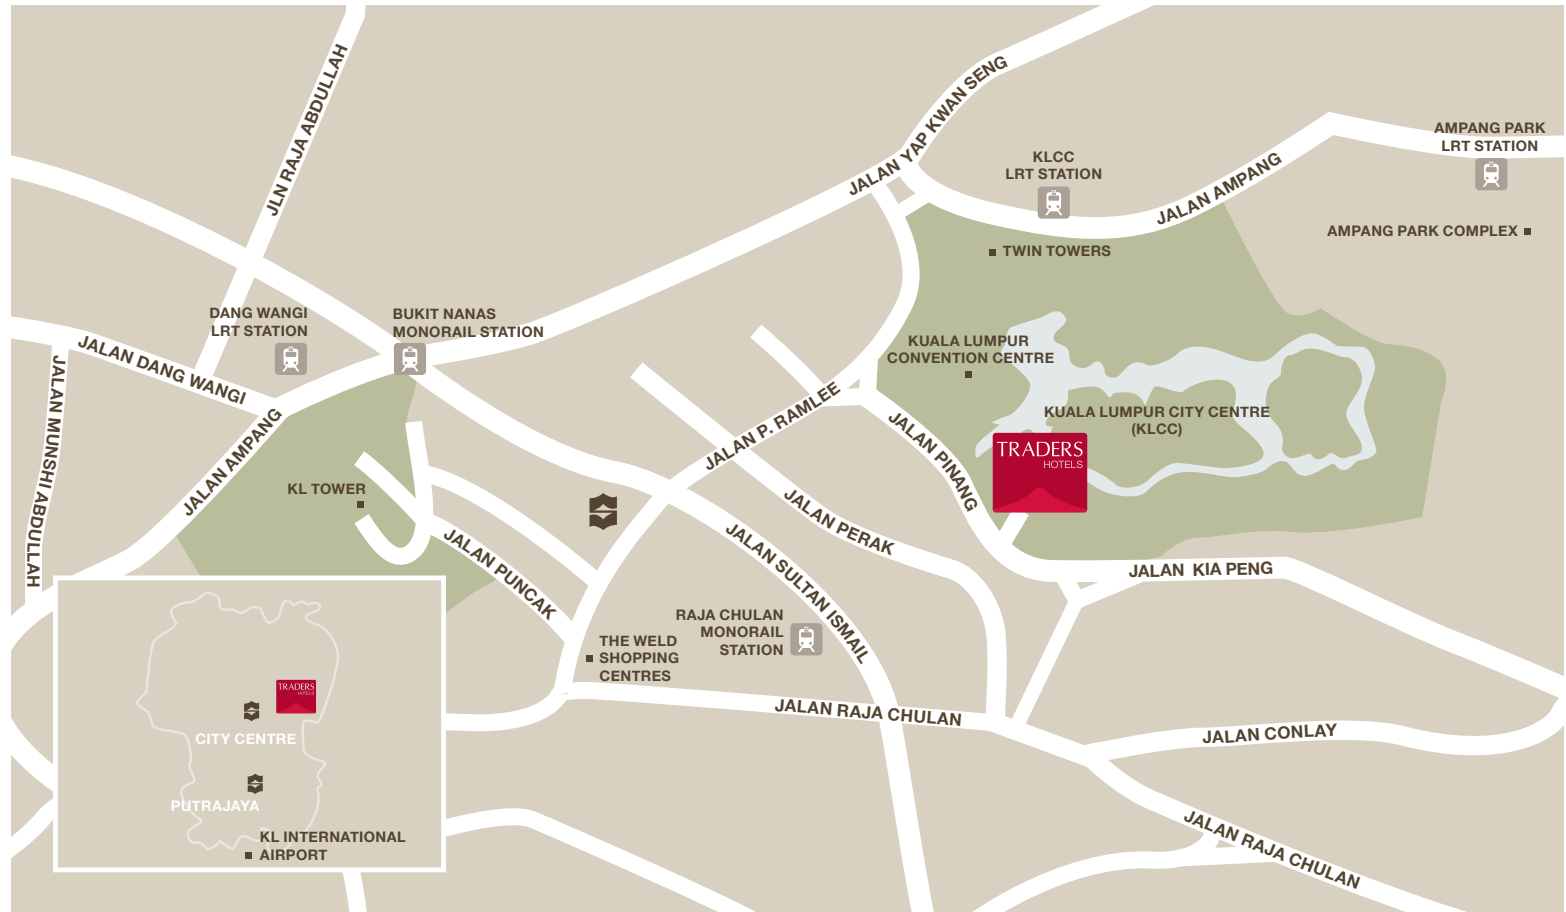 JLN RAJA ABDULLAH
JALAN YAP KWAN SENG
AMPANG PARK
LRT STATION
KLCC
LRT STATION
JALAN AMPANG
AMPANG PARK COMPLEX
TWIN TOWERS
DANG WANGI
LRT STATION
BUKIT NANAS
MONORAIL STATION
JALAN DANG WANGI
JALAN MUNSHI ABDULLAH
KUALA LUMPUR
CONVENTION CENTRE
KUALA LUMPUR CITY CENTRE
(KLCC)
JALAN P. RAMLEE
JALAN PINANG
TRADERS
HOTELS
JALAN AMPANG
KL TOWER
JALAN PERAK
JALAN PUNCAK
JALAN SULTAN ISMAIL
JALAN  KIA PENG
RAJA CHULAN
MONORAIL
STATION
THE WELD
SHOPPING
CENTRES
JALAN RAJA CHULAN
JALAN CONLAY
JALAN RAJA CHULAN
TRADERS
HOTELS
CITY CENTRE
PUTRAJAYA
KL INTERNATIONAL
AIRPORT